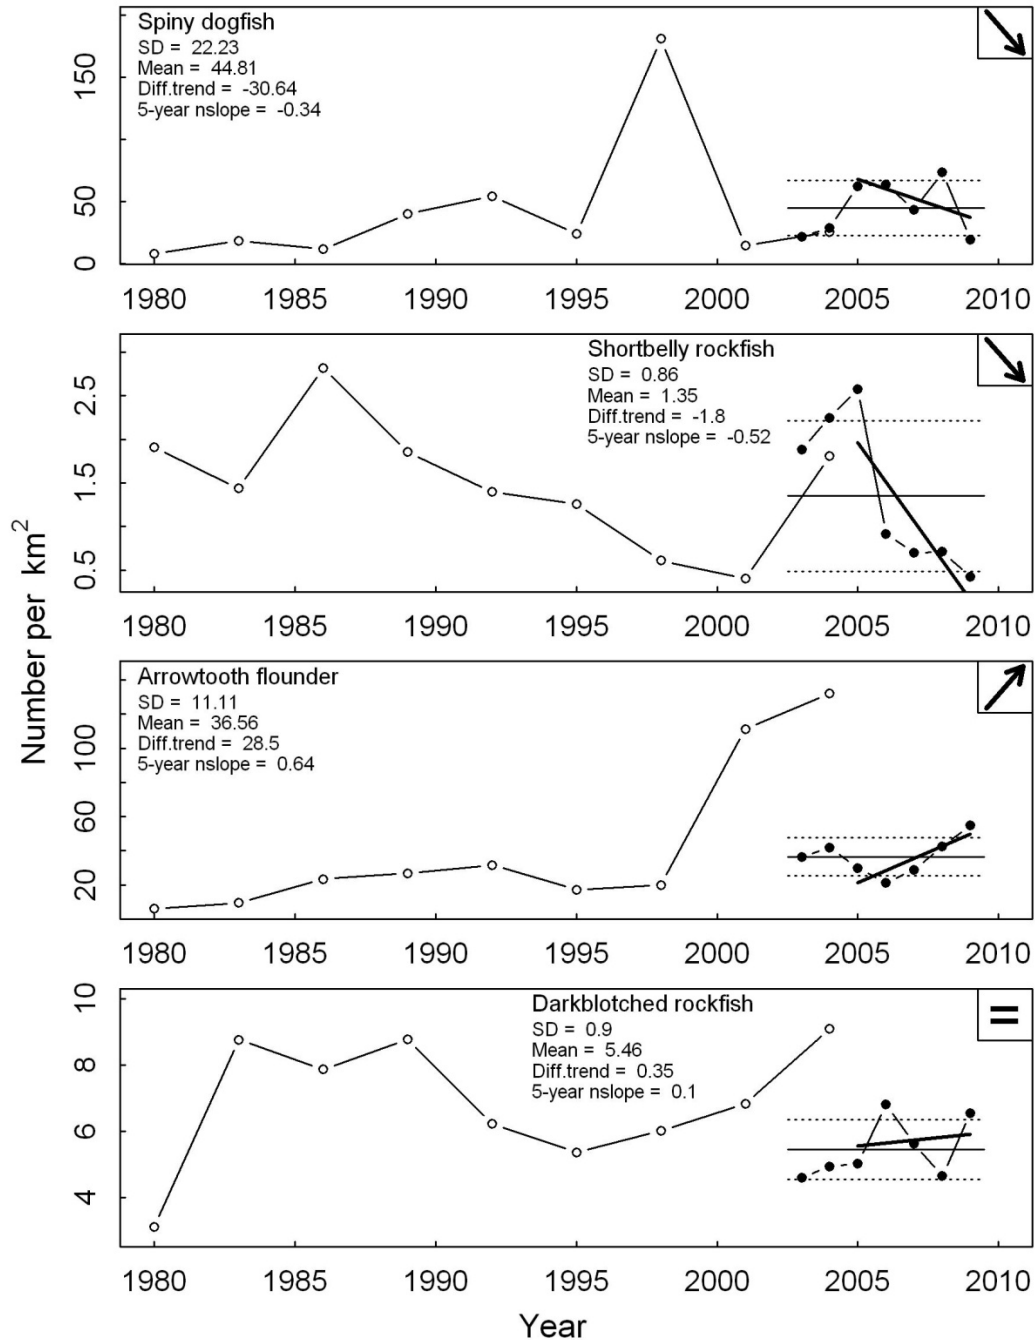 Spiny dogfish
SD = 22.23
Mean = 44.81
Diff.trend = -30.64
5-year nslope = -0.34
0 50 150
1980 1985 1990 1995 2000 2005 2010
Shortbelly rockfish
SD = 0.86
Mean = 1.35
Diff.trend = -1.8
5-year nslope = -0.52
0.5 1.5 2.5
1980 1985 1990 1995 2000 2005 2010
Number per km²
Arrowtooth flounder
SD = 11.11
Mean = 36.56
Diff.trend = 28.5
5-year nslope = 0.64
20 60 100
1980 1985 1990 1995 2000 2005 2010
Darkblotched rockfish
SD = 0.9
Mean = 5.46
Diff.trend = 0.35
5-year nslope = 0.1
=
4 6 8 10
1980 1985 1990 1995 2000 2005 2010
Year